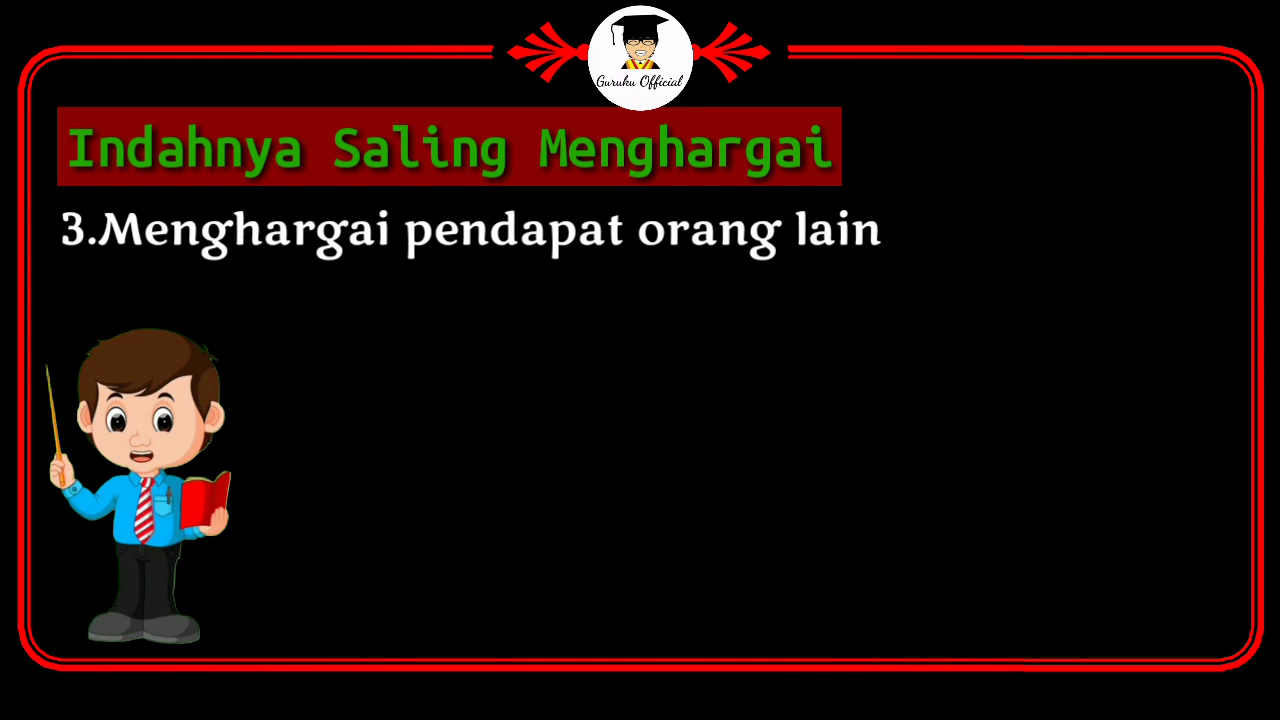 Guruku Official
Indahnya Saling Menghargai
3.Menghargai pendapat orang lain